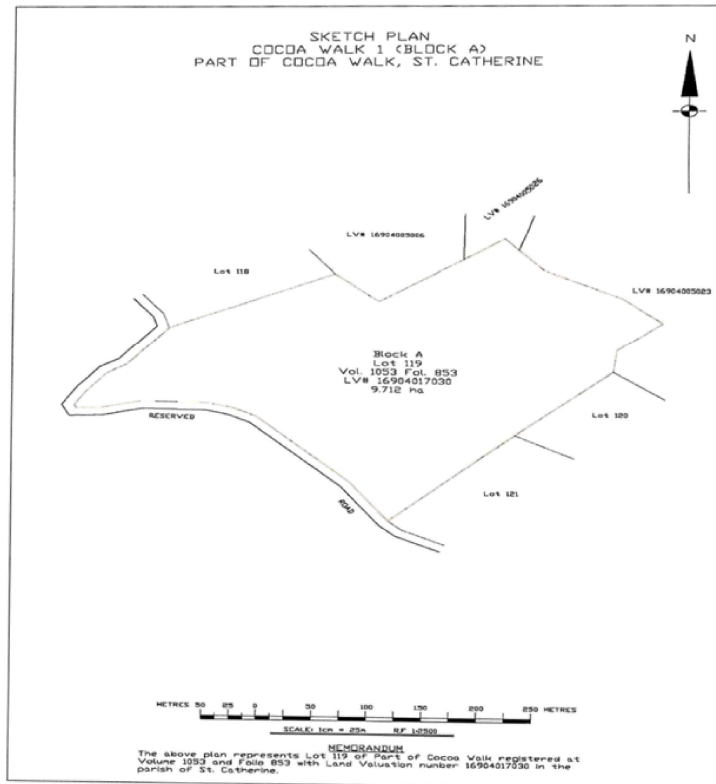 SKETCH PLAN
COCOA WALK 1 (BLOCK A)
PART OF COCOA WALK, ST. CATHERINE
N
LV# 16904005026
LV# 16904005006
Lot 118
LV# 16904005023
Block A
Lot 119
Vol. 1053 Fol. 853
LV# 16904017030
9.712 ha
RESERVED
ROAD
Lot 120
Lot 121
METRES 50 25 0 50 100 150 200 250 METRES
SCALE: 1cm = 25m R.F 1:2500
MEMORANDUM
The above plan represents Lot 119 of Part of Cocoa Walk registered at
Volume 1053 and Folio 853 with Land Valuation number 16904017030 in the
parish of St. Catherine.